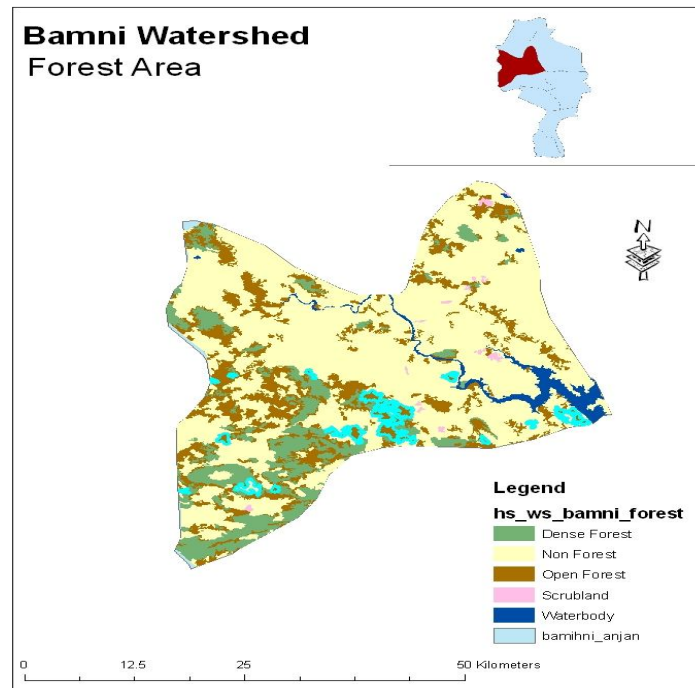 Bamni Watershed
Forest Area
N
Legend
hs_ws_bamni_forest
Dense Forest
Non Forest
Open Forest
Scrubland
Waterbody
bamihni_anjan
0 12.5 25 50 Kilometers